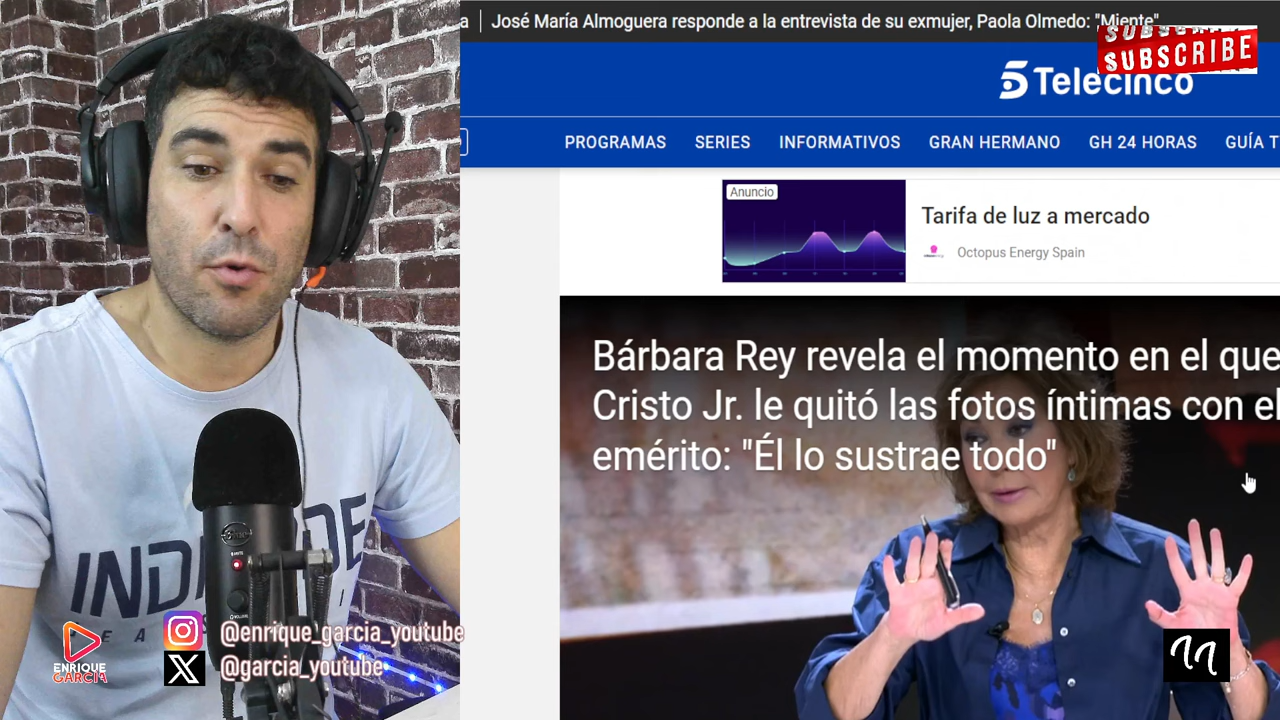 a | José María Almoguera responde a la entrevista de su exmujer, Paola Olmedo: "Miente"
SUBSCRIBE
SUBSCRIBE
Telecinco
PROGRAMAS SERIES INFORMATIVOS GRAN HERMANO GH 24 HORAS GUÍA T
Anuncio
Tarifa de luz a mercado
Octopus Energy Spain
Bárbara Rey revela el momento en el que
Cristo Jr. le quitó las fotos íntimas con el
emérito: "Él lo sustrae todo"
@enrique_garcia_youtube
@garcia_youtube
ENRIQUE
GARCIA